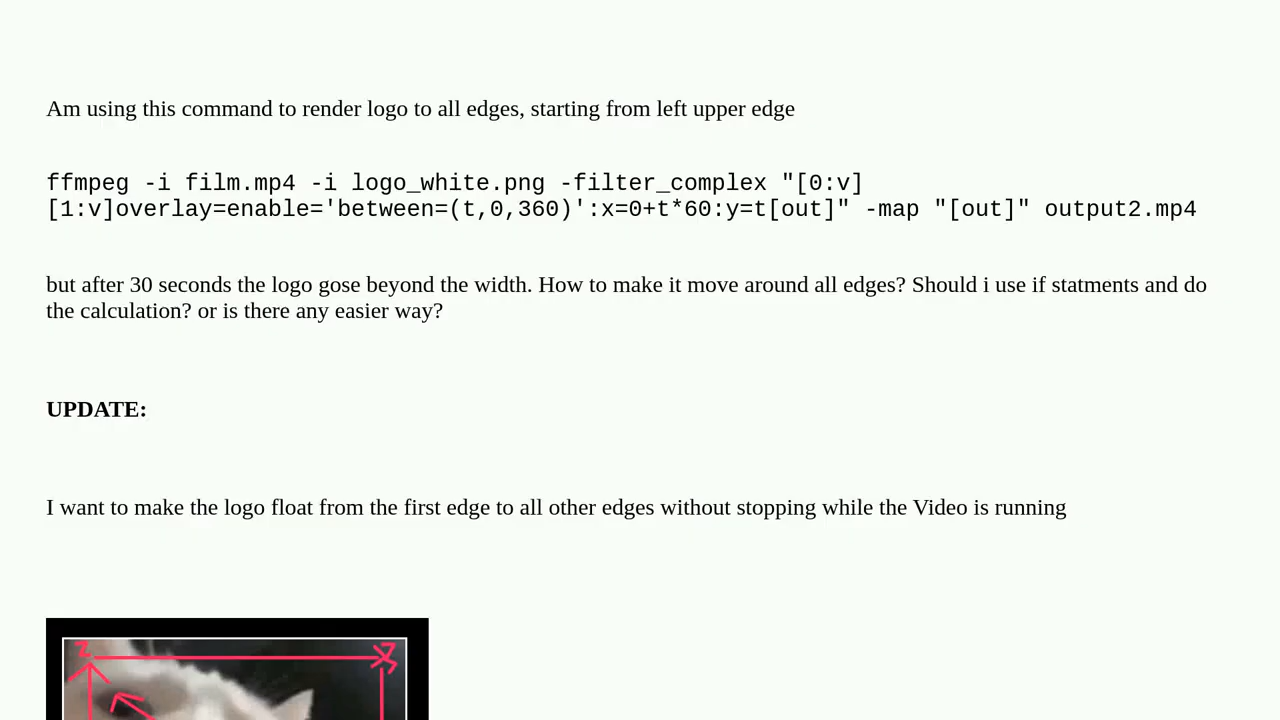 Am using this command to render logo to all edges, starting from left upper edge
ffmpeg -i film.mp4 -i logo_white.png -filter_complex "[0:v]
[1:v]overlay=enable='between=(t,0,360)':x=0+t*60:y=t[out]" -map "[out]" output2.mp4
but after 30 seconds the logo gose beyond the width. How to make it move around all edges? Should i use if statments and do
the calculation? or is there any easier way?
UPDATE:
I want to make the logo float from the first edge to all other edges without stopping while the Video is running
2 3